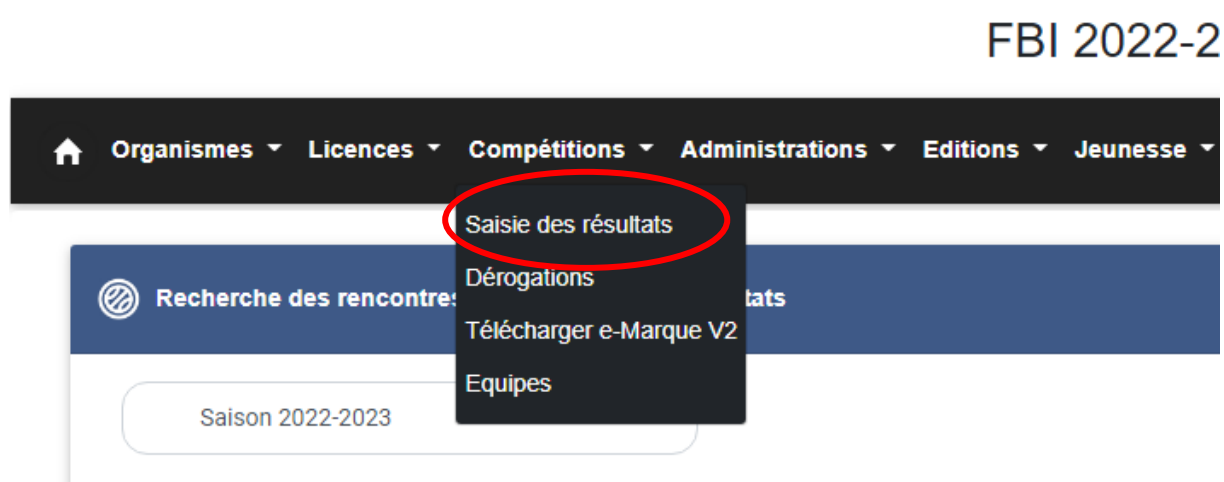 FBI 2022-2
Organismes Licences Compétitions Administrations Editions Jeunesse
Saisie des résultats
Dérogations
Recherche des rencontres tats
Télécharger e-Marque V2
Equipes
Saison 2022-2023